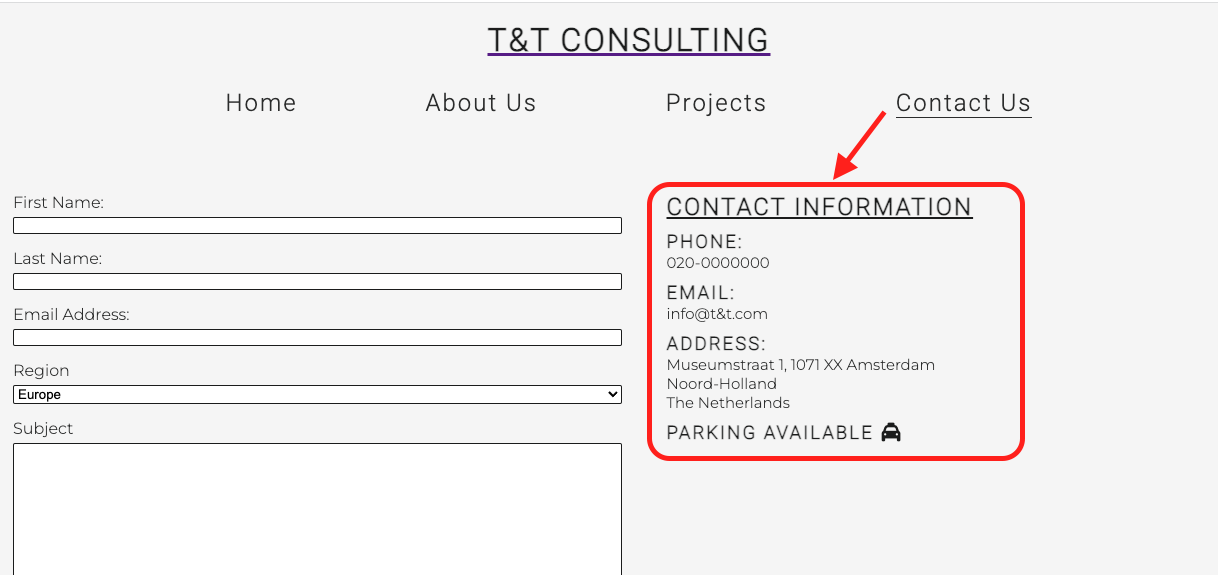 T&T CONSULTING
Home
About Us
Projects
Contact Us
First Name:
Last Name:
Email Address:
Region
Europe
Subject
CONTACT INFORMATION
PHONE:
020-0000000
EMAIL:
info@t&t.com
ADDRESS:
Museumstraat 1, 1071 XX Amsterdam
Noord-Holland
The Netherlands
PARKING AVAILABLE